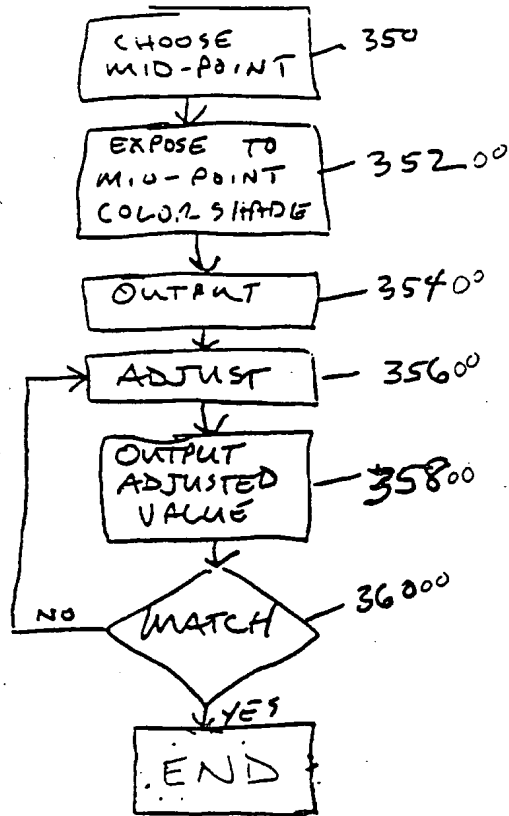 CHOOSE
MID-POINT
350
EXPOSE TO
MID-POINT
COLOR SHADE
35200
OUTPUT
35400
ADJUST
35600
OUTPUT
ADJUSTED
VALUE
35800
MATCH
36000
NO
YES
END